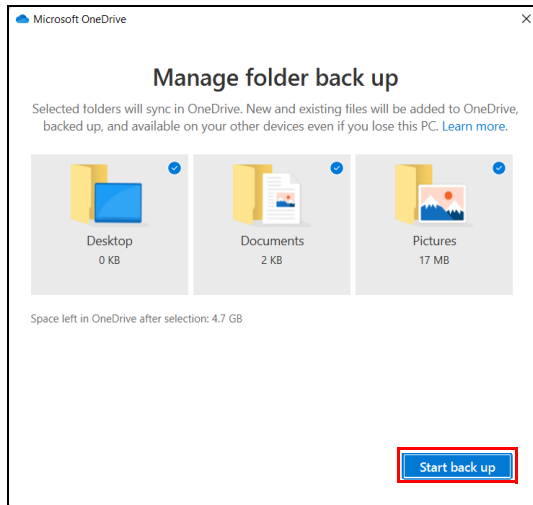 Microsoft OneDrive
Manage folder back up
Selected folders will sync in OneDrive. New and existing files will be added to OneDrive,
backed up, and available on your other devices even if you lose this PC. Learn more.
Desktop
0 KB
Documents
2 KB
Pictures
17 MB
Space left in OneDrive after selection: 4.7 GB
Start back up